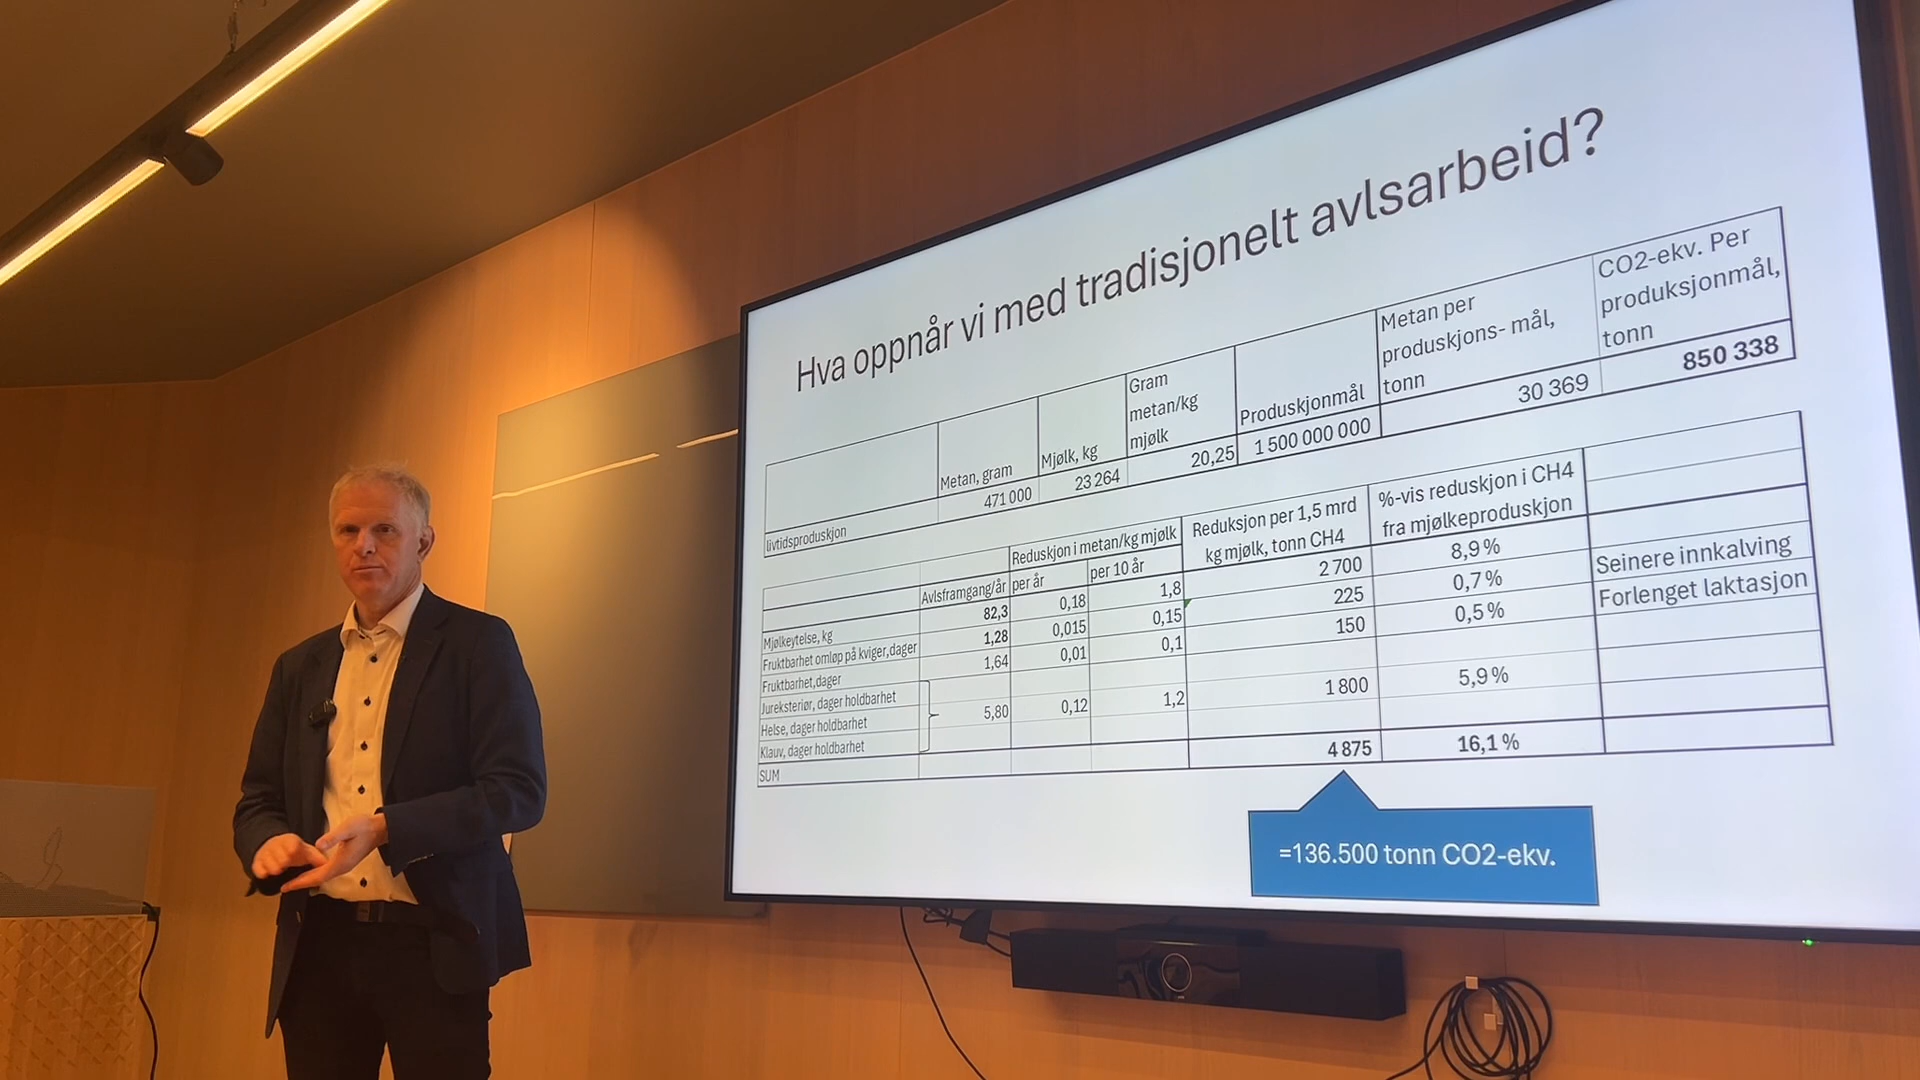 Hva oppnår vi med tradisjonelt avlsarbeid?
Metan, gram
Mjølk, kg
Gram
metan/kg
mjølk
Produskjonmål
Metan per
produskjons- mål,
tonn
CO2-ekv. Per
produksjonmål,
tonn
livtidsproduskjon 471 000 23 264 20,25 1 500 000 000 30 369 850 338
Avlsframgang/år
Reduskjon i metan/kg mjølk
per år per 10 år
Reduksjon per 1,5 mrd
kg mjølk, tonn CH4
%-vis reduskjon i CH4
fra mjølkeproduskjon
Mjølkeytelse, kg 82,3 0,18 1,8 2 700 8,9 %
Fruktbarhet omløp på kviger,dager 1,28 0,015 0,15 225 0,7 % Seinere innkalving
Fruktbarhet,dager 1,64 0,01 0,1 150 0,5 % Forlenget laktasjon
Jureksteriør, dager holdbarhet
Helse, dager holdbarhet 5,80 0,12 1,2 1 800 5,9 %
Klauv, dager holdbarhet
SUM 4 875 16,1 %
=136.500 tonn CO2-ekv.